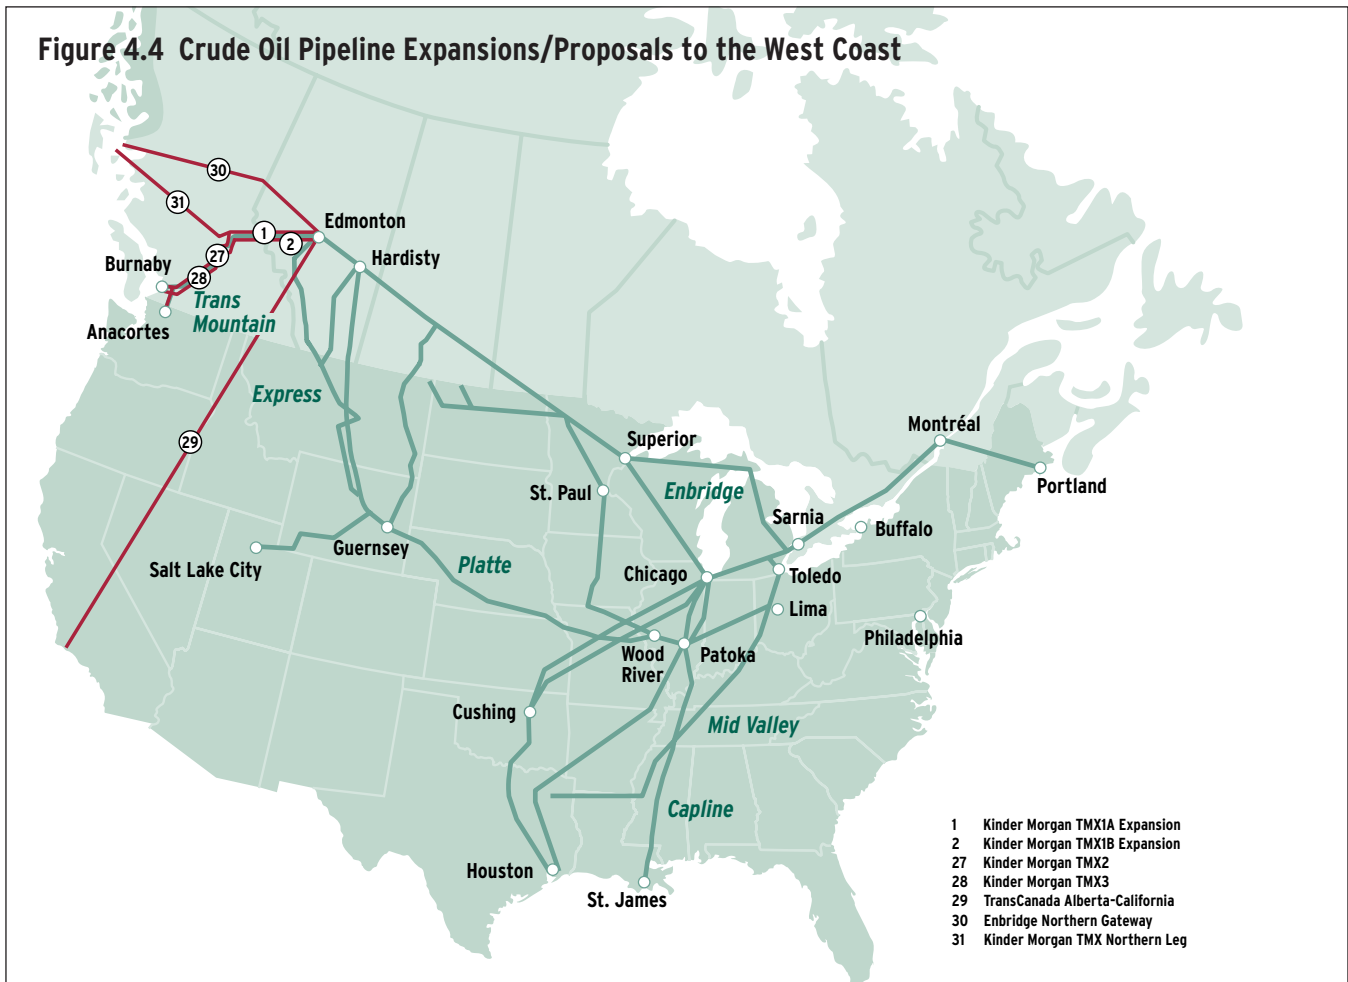 Figure 4.4 Crude Oil Pipeline Expansions/Proposals to the West Coast
30
31
Edmonton
1
2
Hardisty
27
Burnaby
28
Trans
Mountain
Anacortes
Express
29
Superior
Montréal
St. Paul
Enbridge
Portland
Sarnia
Buffalo
Guernsey
Salt Lake City
Platte
Chicago
Toledo
Lima
Philadelphia
Wood
River
Patoka
Cushing
Mid Valley
Capline
Houston
St. James
1 Kinder Morgan TMX1A Expansion
2 Kinder Morgan TMX1B Expansion
27 Kinder Morgan TMX2
28 Kinder Morgan TMX3
29 TransCanada Alberta-California
30 Enbridge Northern Gateway
31 Kinder Morgan TMX Northern Leg